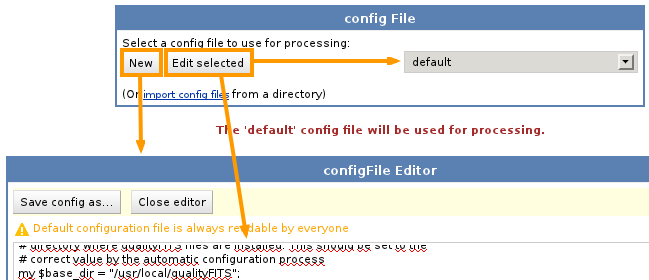 config File
Select a config file to use for processing:
New Edit selected default
(Or import config files from a directory)
The 'default' config file will be used for processing.
configFile Editor
Save config as... Close editor
Default configuration file is always readable by everyone
# directory where qualityFITS files are installed. This should be set to the
# correct value by the automatic configuration process
my $base_dir = "/usr/local/qualityFITS";